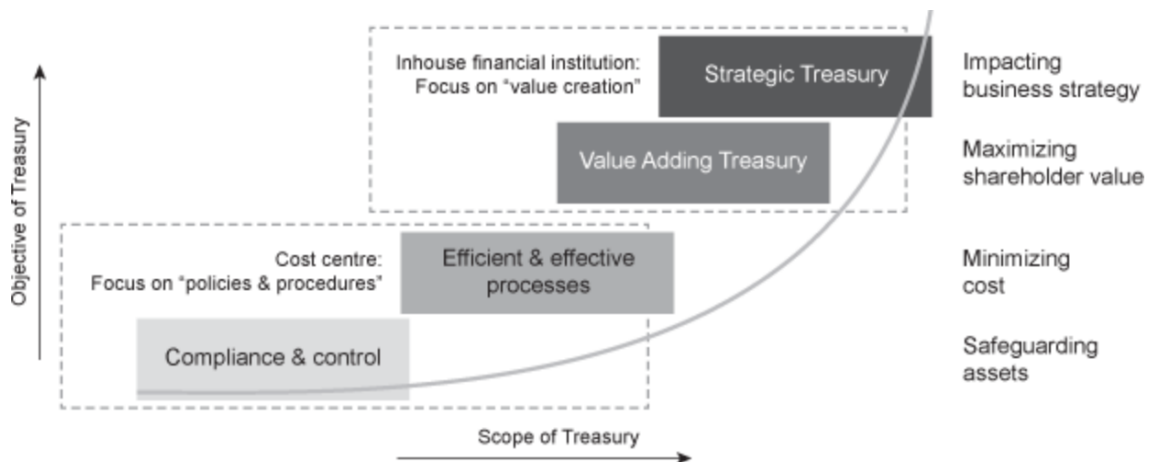 Inhouse financial institution:
Focus on “value creation”
Strategic Treasury
Impacting
business strategy
Value Adding Treasury
Maximizing
shareholder value
Objective of Treasury
Cost centre:
Focus on “policies & procedures”
Efficient & effective
processes
Minimizing
cost
Compliance & control
Safeguarding
assets
Scope of Treasury